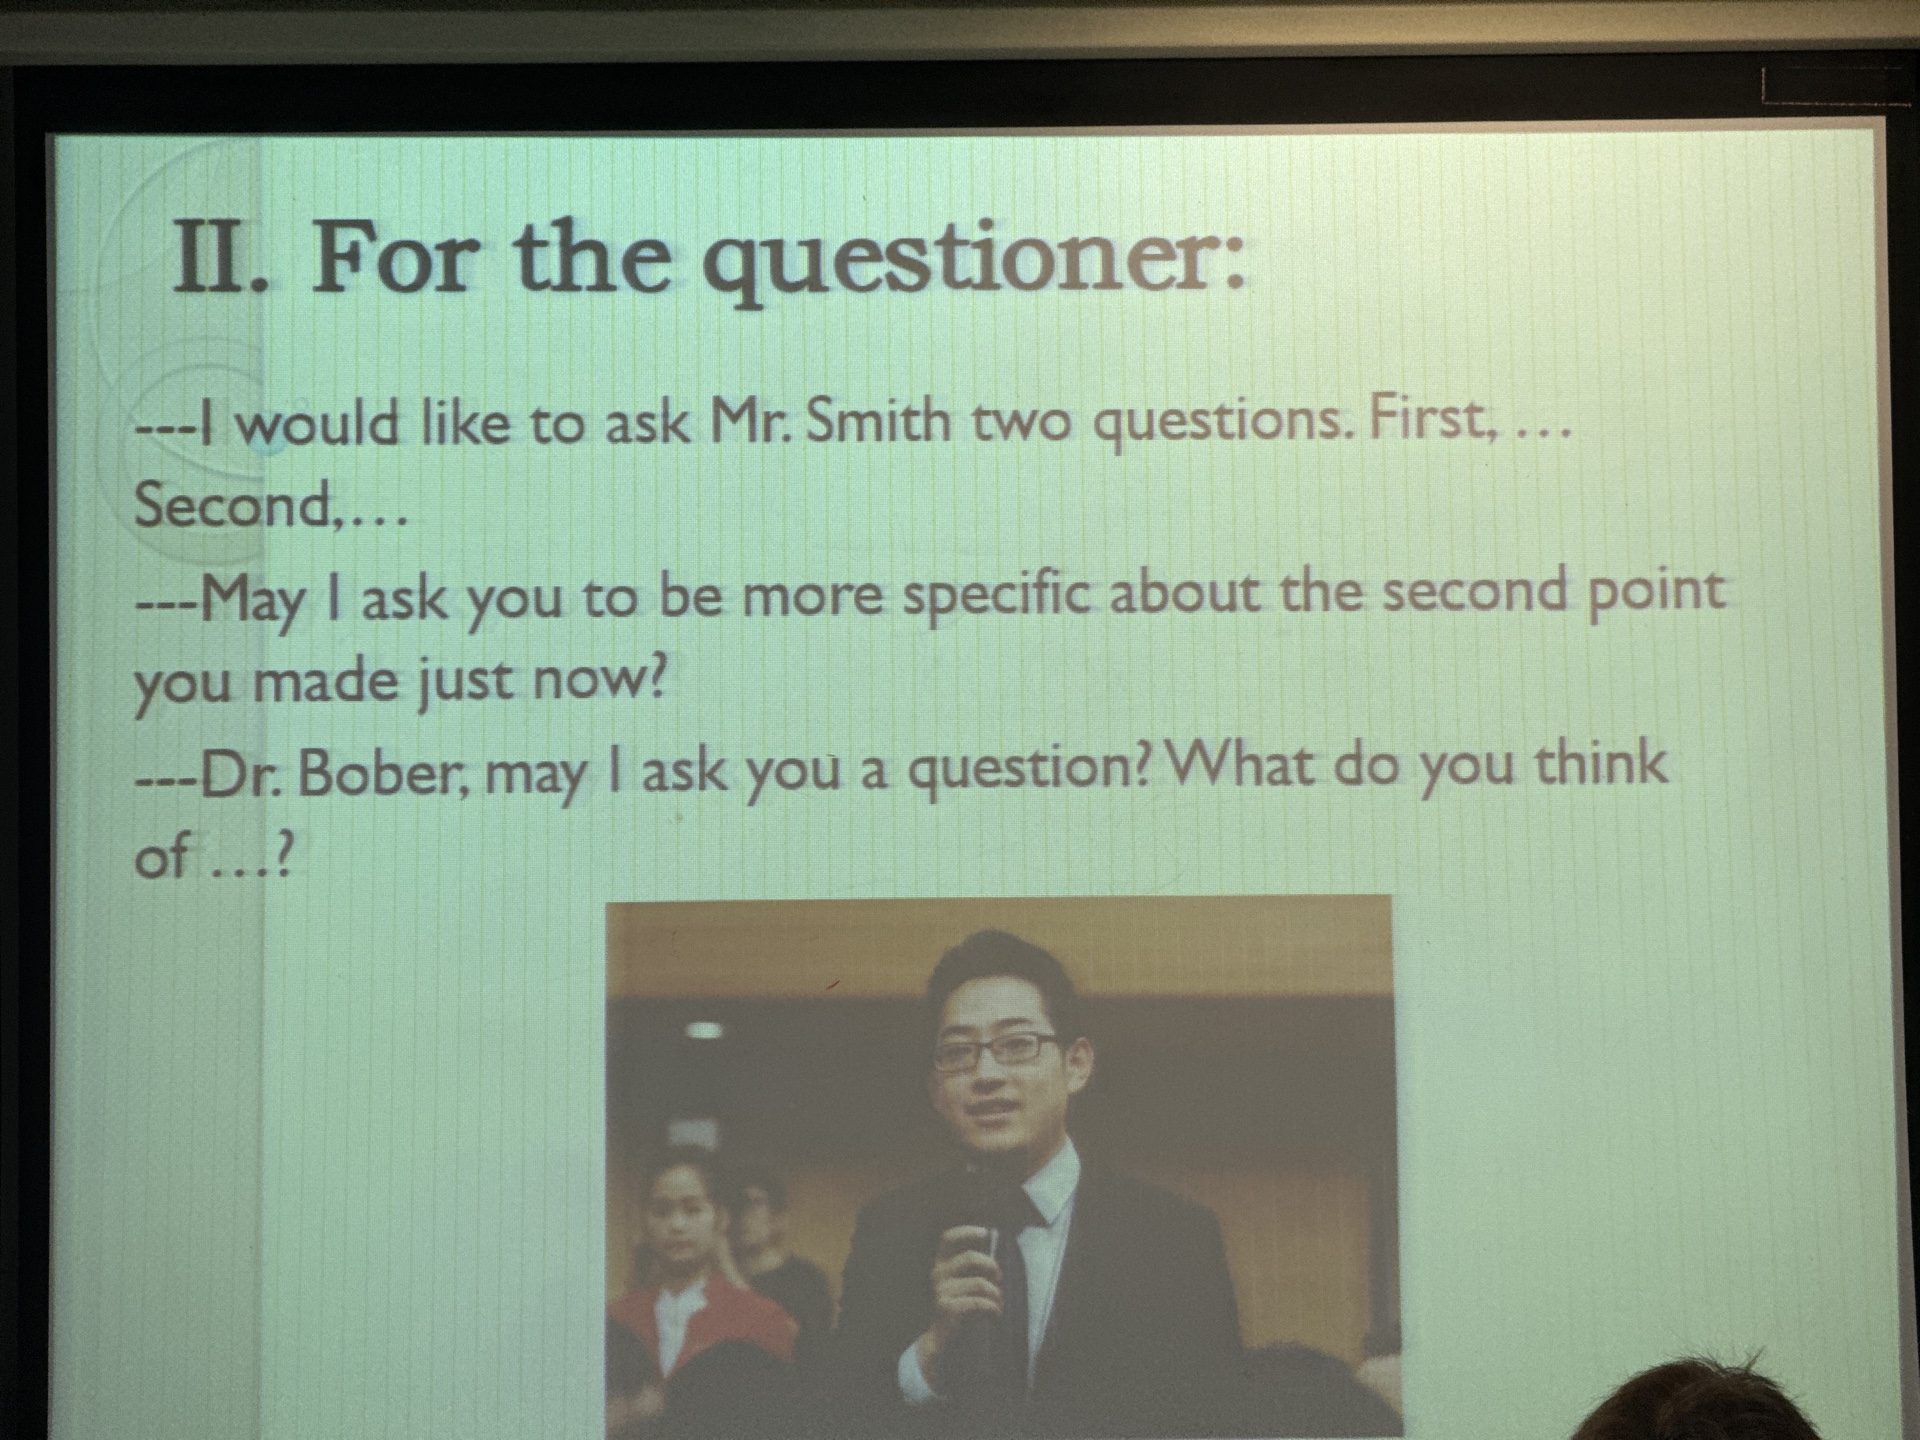 II. For the questioner:
---I would like to ask Mr. Smith two questions. First, ...
Second,...
---May I ask you to be more specific about the second point
you made just now?
---Dr. Bober, may I ask you a question? What do you think
of ...?